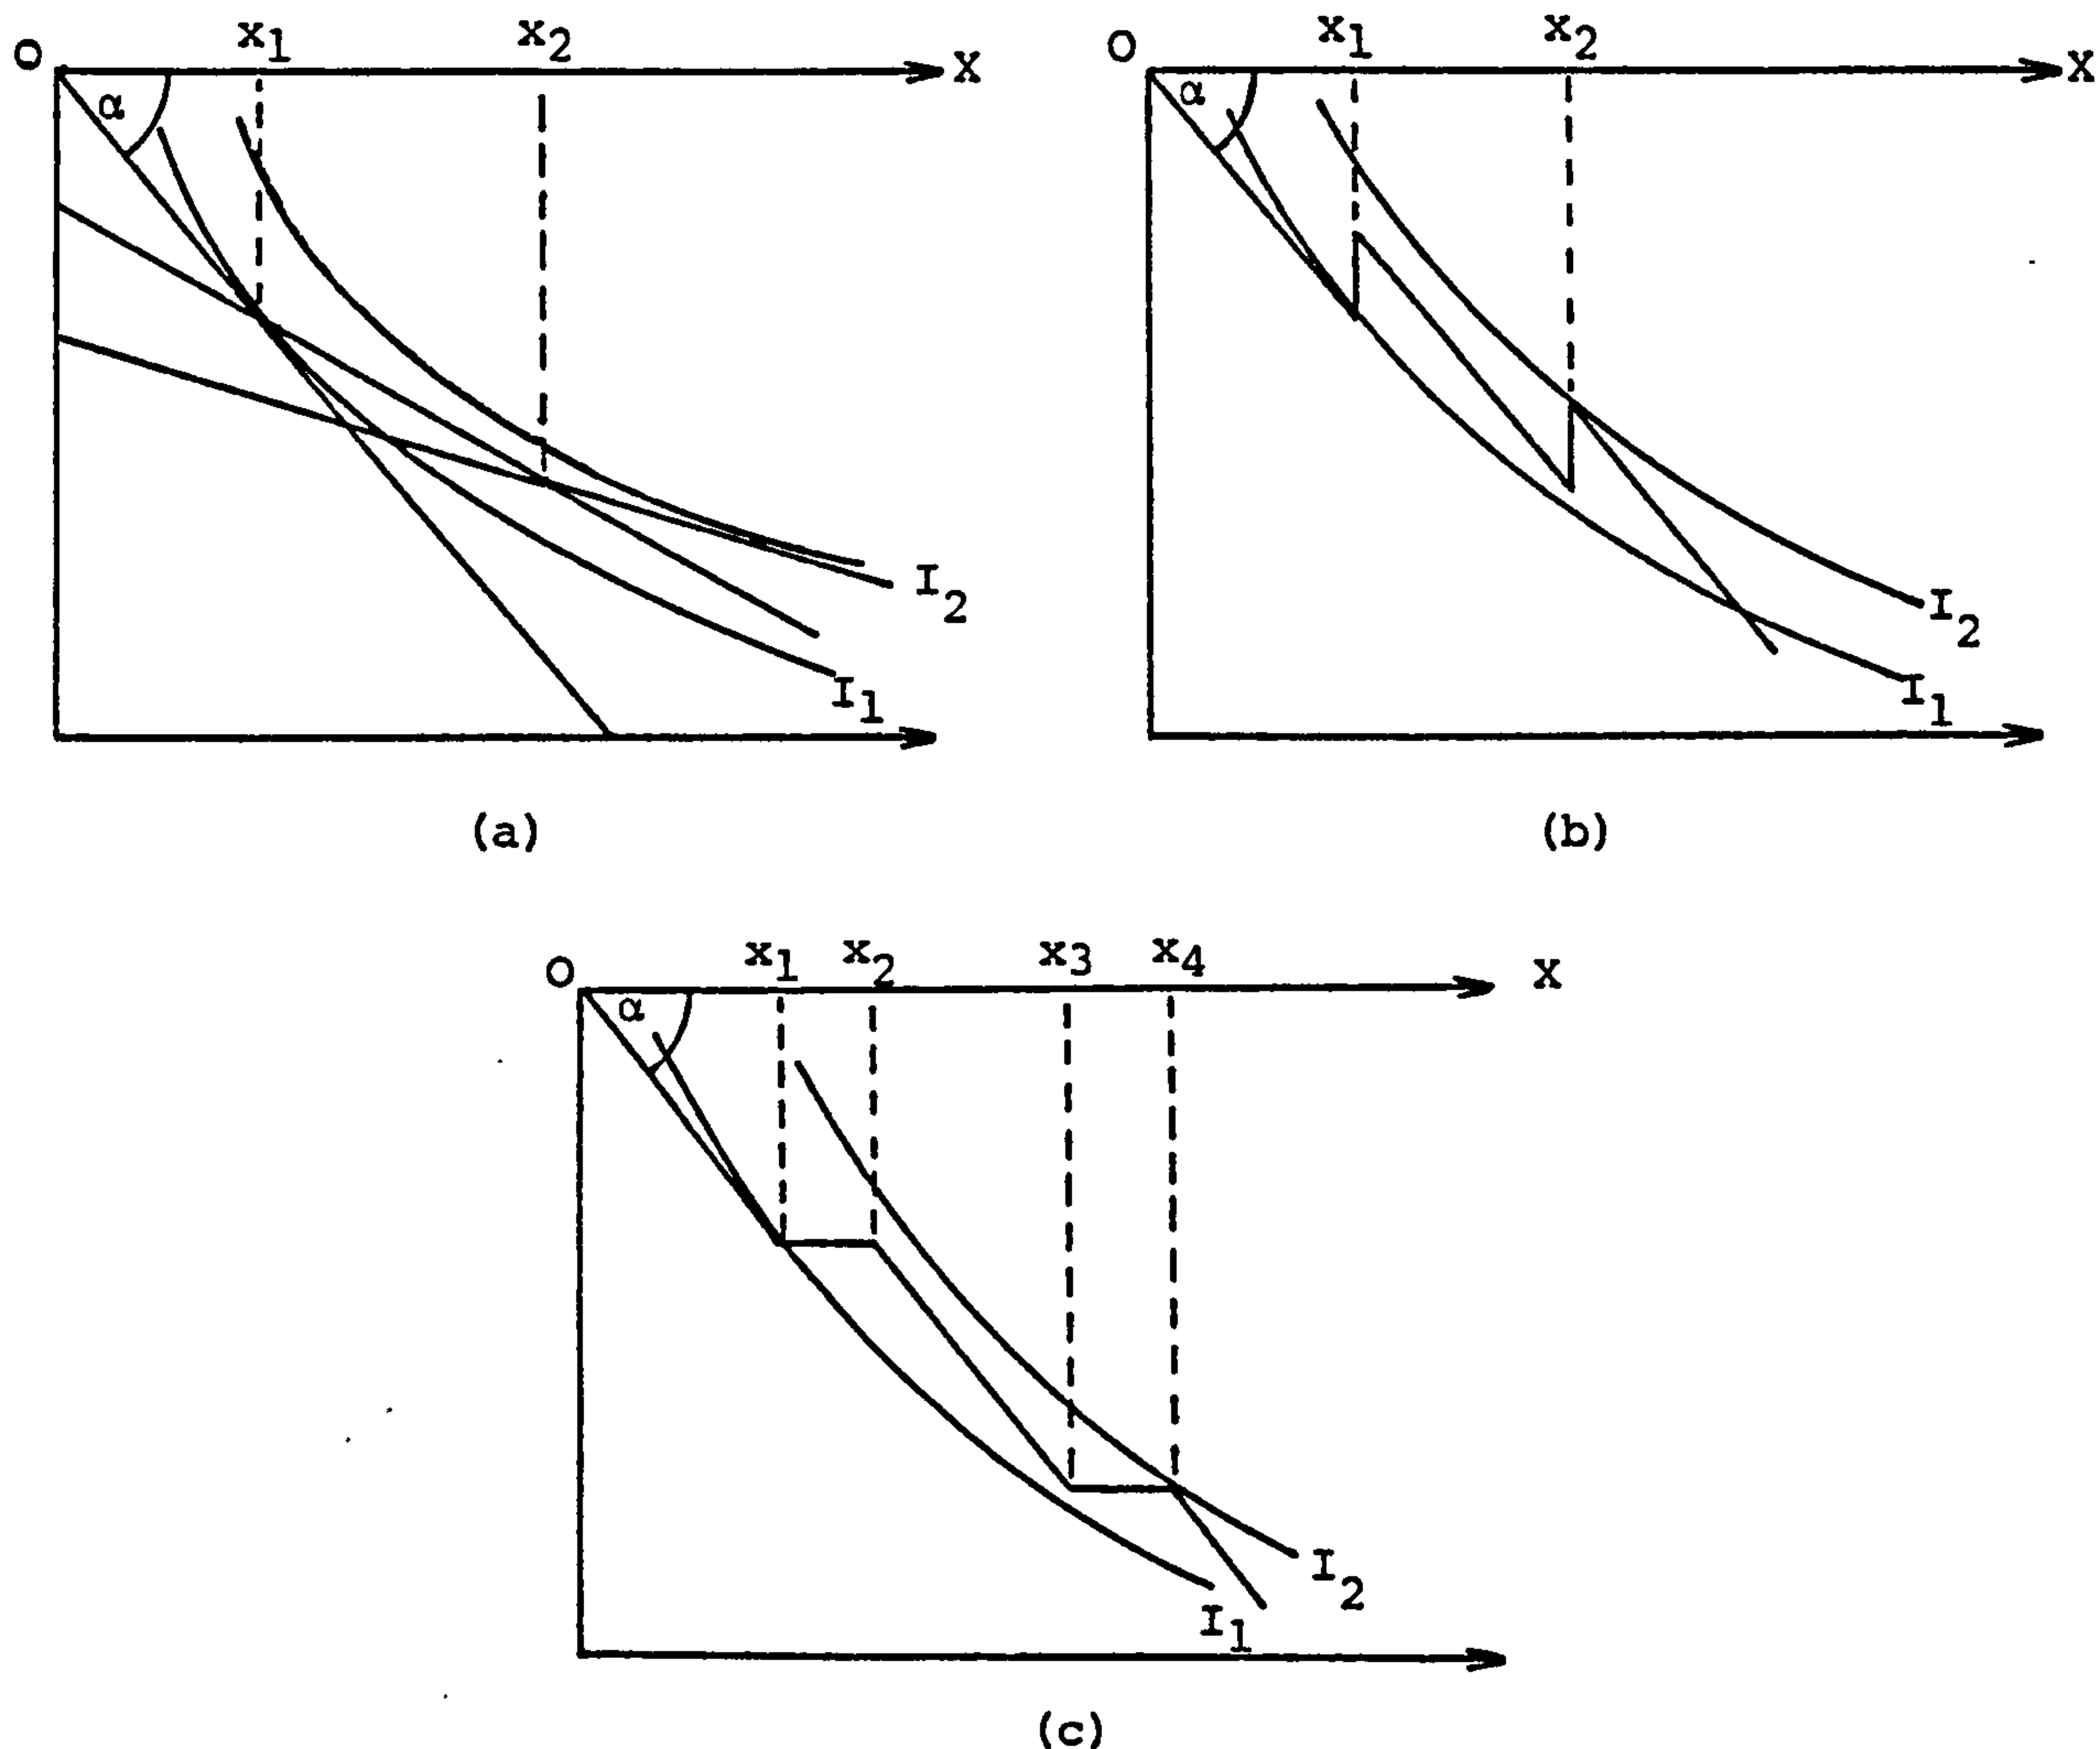 O x1 x2 x
α
I2
I1
(a)
O x1 x2 x
α
I2
I1
(b)
O x1 x2 x3 x4 x
α
I2
I1
(c)